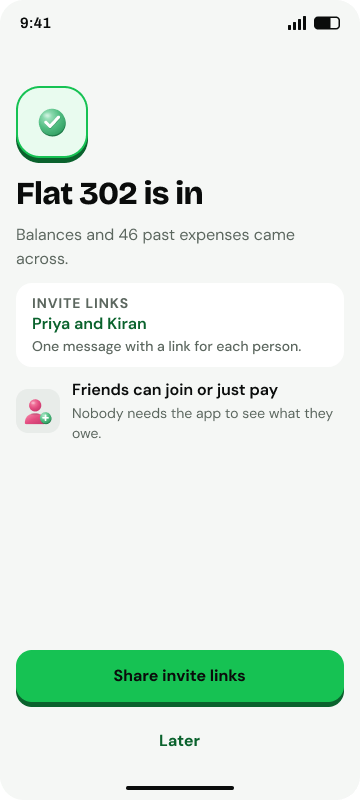 9:41
Flat 302 is in
Balances and 46 past expenses came
across.
INVITE LINKS
Priya and Kiran
One message with a link for each person.
Friends can join or just pay
Nobody needs the app to see what they
owe.
Share invite links
Later